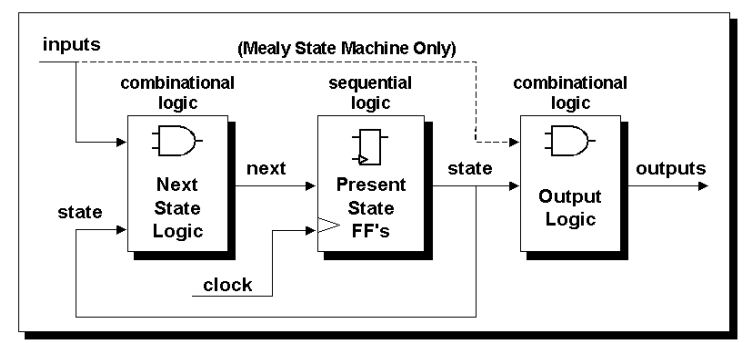 inputs
(Mealy State Machine Only)
combinational
logic
sequential
logic
combinational
logic
next
state
outputs
Next
State
Logic
Present
State
FF's
Output
Logic
state
clock